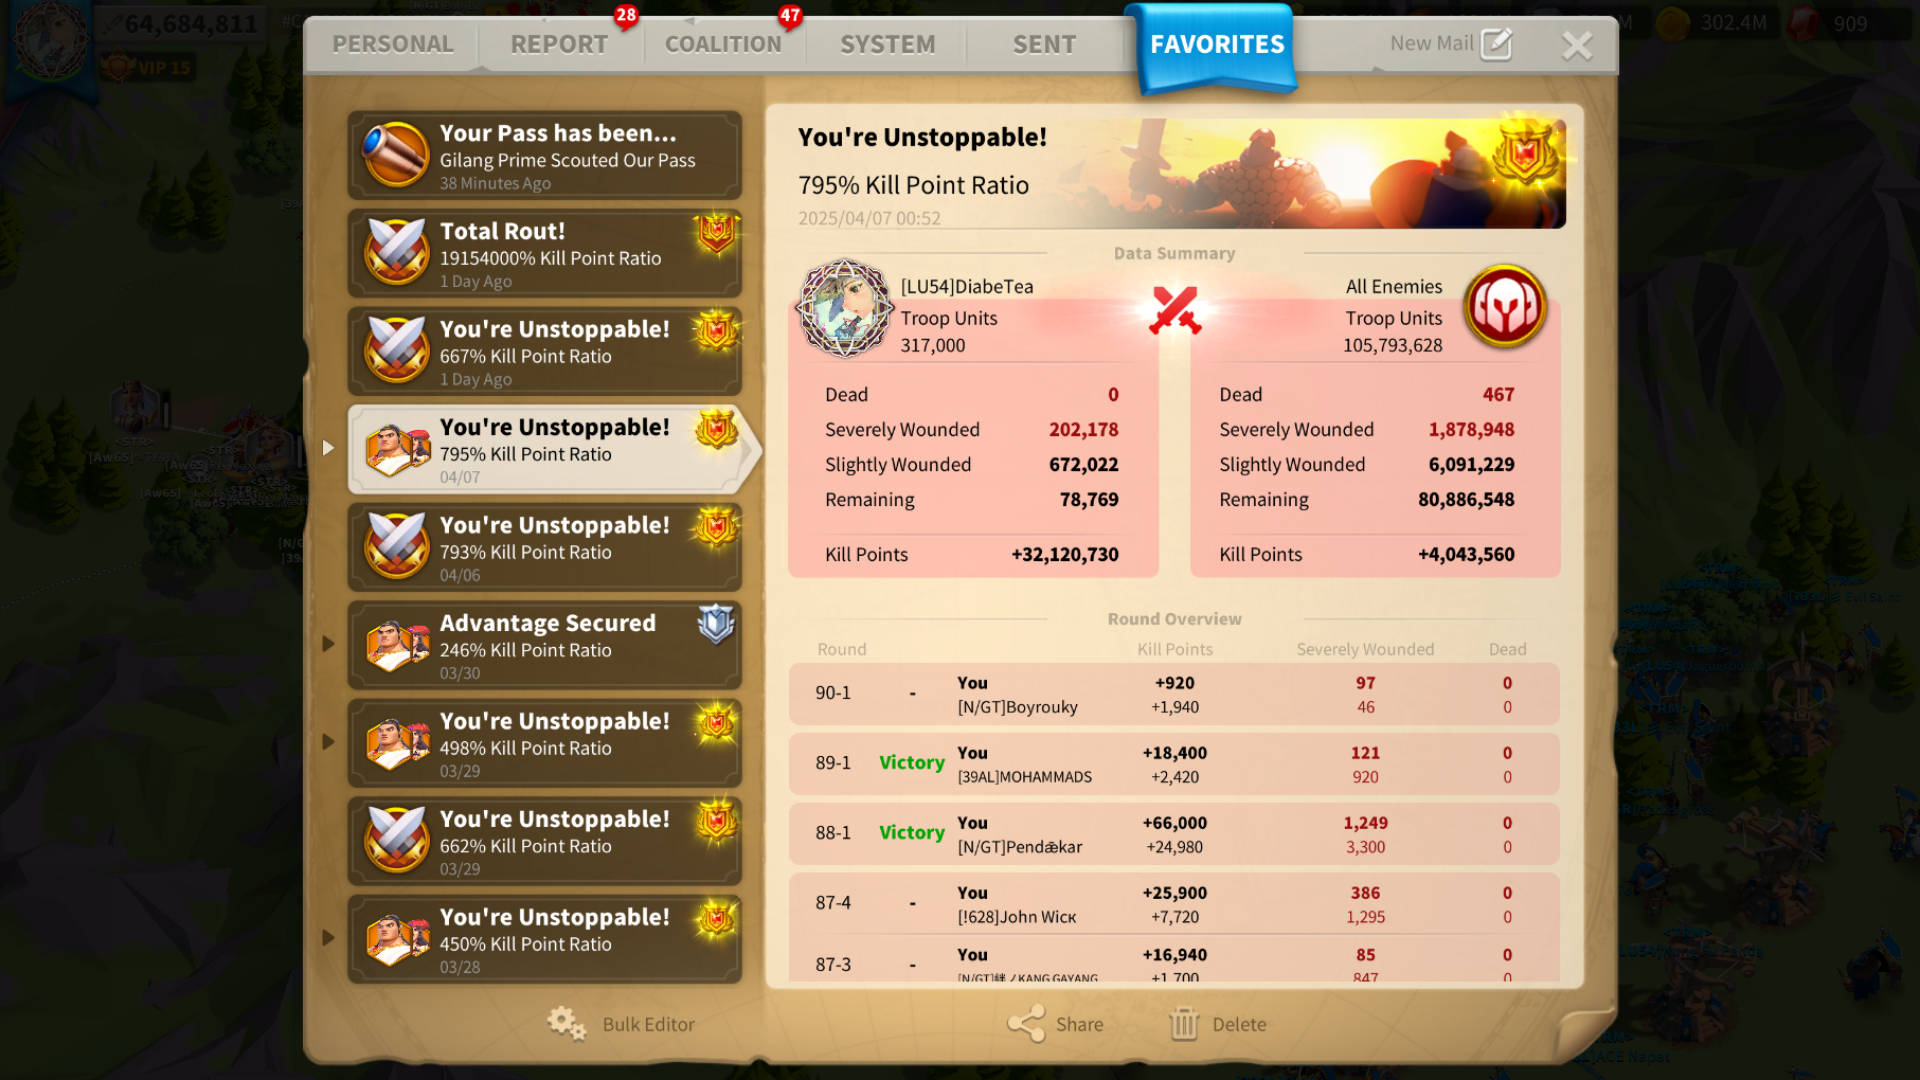 64,684,811
VIP 15
302.4M
909
PERSONAL
REPORT
28
COALITION
47
SYSTEM
SENT
FAVORITES
New Mail
Your Pass has been...
Gilang Prime Scouted Our Pass
38 Minutes Ago
Total Rout!
19154000% Kill Point Ratio
1 Day Ago
You're Unstoppable!
667% Kill Point Ratio
1 Day Ago
You're Unstoppable!
795% Kill Point Ratio
04/07
You're Unstoppable!
793% Kill Point Ratio
04/06
Advantage Secured
246% Kill Point Ratio
03/30
You're Unstoppable!
498% Kill Point Ratio
03/29
You're Unstoppable!
662% Kill Point Ratio
03/29
You're Unstoppable!
450% Kill Point Ratio
03/28
Bulk Editor
You're Unstoppable!
795% Kill Point Ratio
2025/04/07 00:52
Data Summary
[LU54]DiabeTea
Troop Units
317,000
All Enemies
Troop Units
105,793,628
Dead 0
Severely Wounded 202,178
Slightly Wounded 672,022
Remaining 78,769
Kill Points +32,120,730
Dead 467
Severely Wounded 1,878,948
Slightly Wounded 6,091,229
Remaining 80,886,548
Kill Points +4,043,560
Round Overview
Round Kill Points Severely Wounded Dead
90-1 -
You +920 97 0
[N/GT]Boyrouky +1,940 46 0
89-1 Victory
You +18,400 121 0
[39AL]MOHAMMADS +2,420 920 0
88-1 Victory
You +66,000 1,249 0
[N/GT]Pendækar +24,980 3,300 0
87-4 -
You +25,900 386 0
[!628]John Wicĸ +7,720 1,295 0
87-3 -
You +16,940 85 0
KANG GAYANG +1,700 847 0
Share
Delete